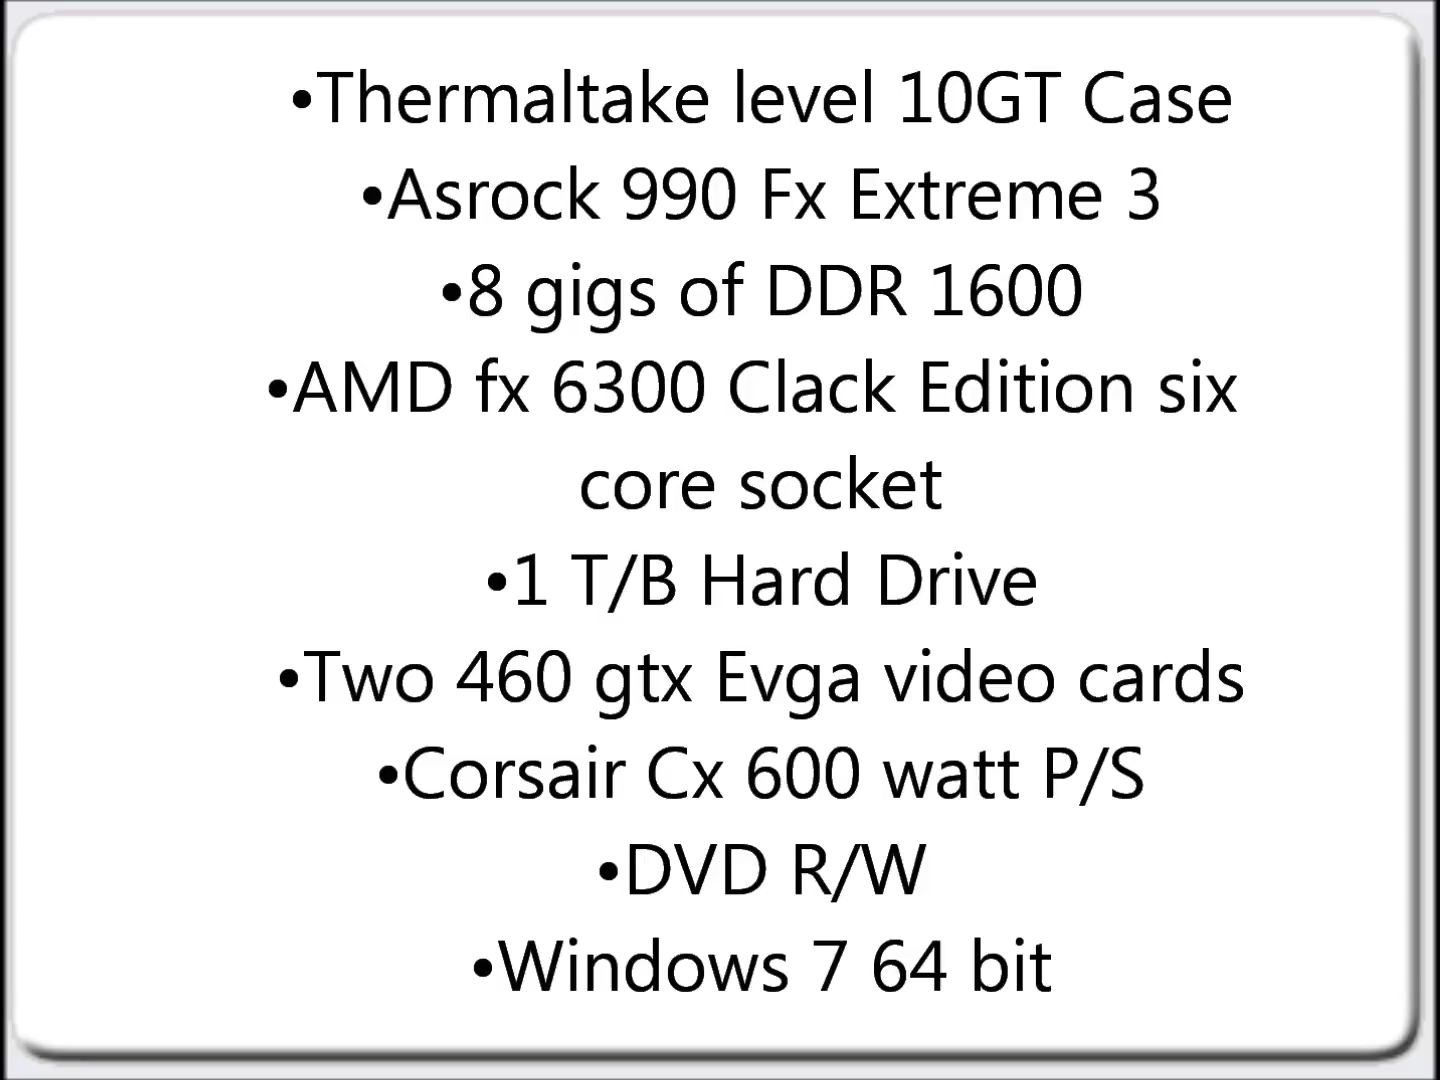 •Thermaltake level 10GT Case
•Asrock 990 Fx Extreme 3
•8 gigs of DDR 1600
•AMD fx 6300 Clack Edition six
core socket
•1 T/B Hard Drive
•Two 460 gtx Evga video cards
•Corsair Cx 600 watt P/S
•DVD R/W
•Windows 7 64 bit